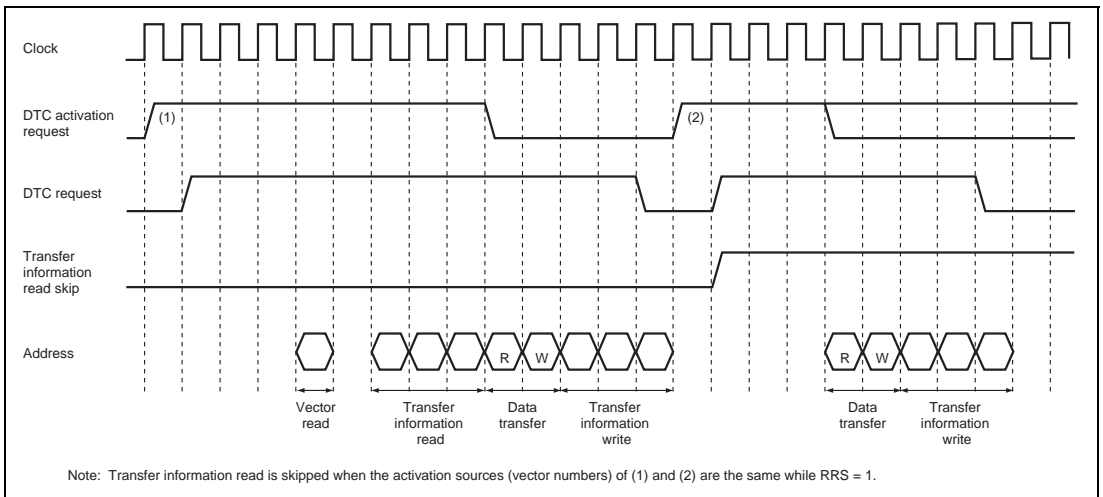 Clock
DTC activation
request
(1)
(2)
DTC request
Transfer
information
read skip
Address
R
W
R
W
Vector
read
Transfer
information
read
Data
transfer
Transfer
information
write
Data
transfer
Transfer
information
write
Note: Transfer information read is skipped when the activation sources (vector numbers) of (1) and (2) are the same while RRS = 1.